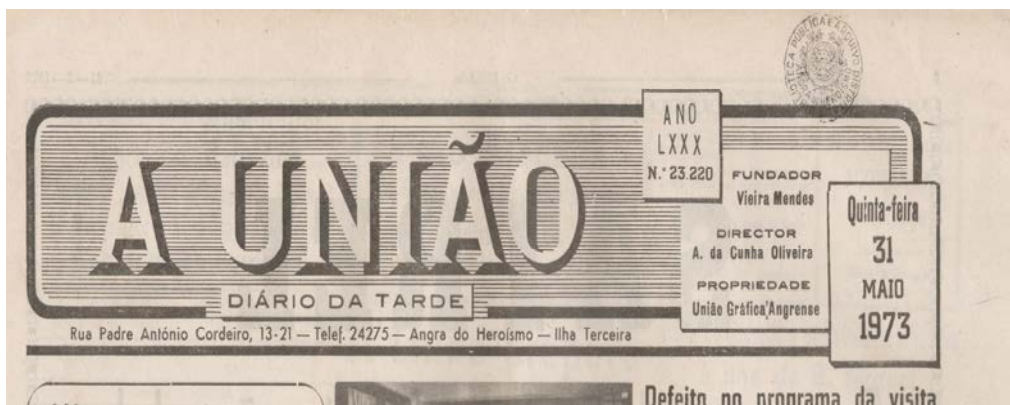 A UNIÃO
DIÁRIO DA TARDE
ANO
LXXX
N.º 23.220
FUNDADOR
Vieira Mendes
DIRECTOR
A. da Cunha Oliveira
PROPRIEDADE
União Gráfica Angrense
Quinta-feira
31
MAIO
1973
Rua Padre António Cordeiro, 13-21 — Telef. 24275 — Angra do Heroísmo — Ilha Terceira
Defeito no programa da visita